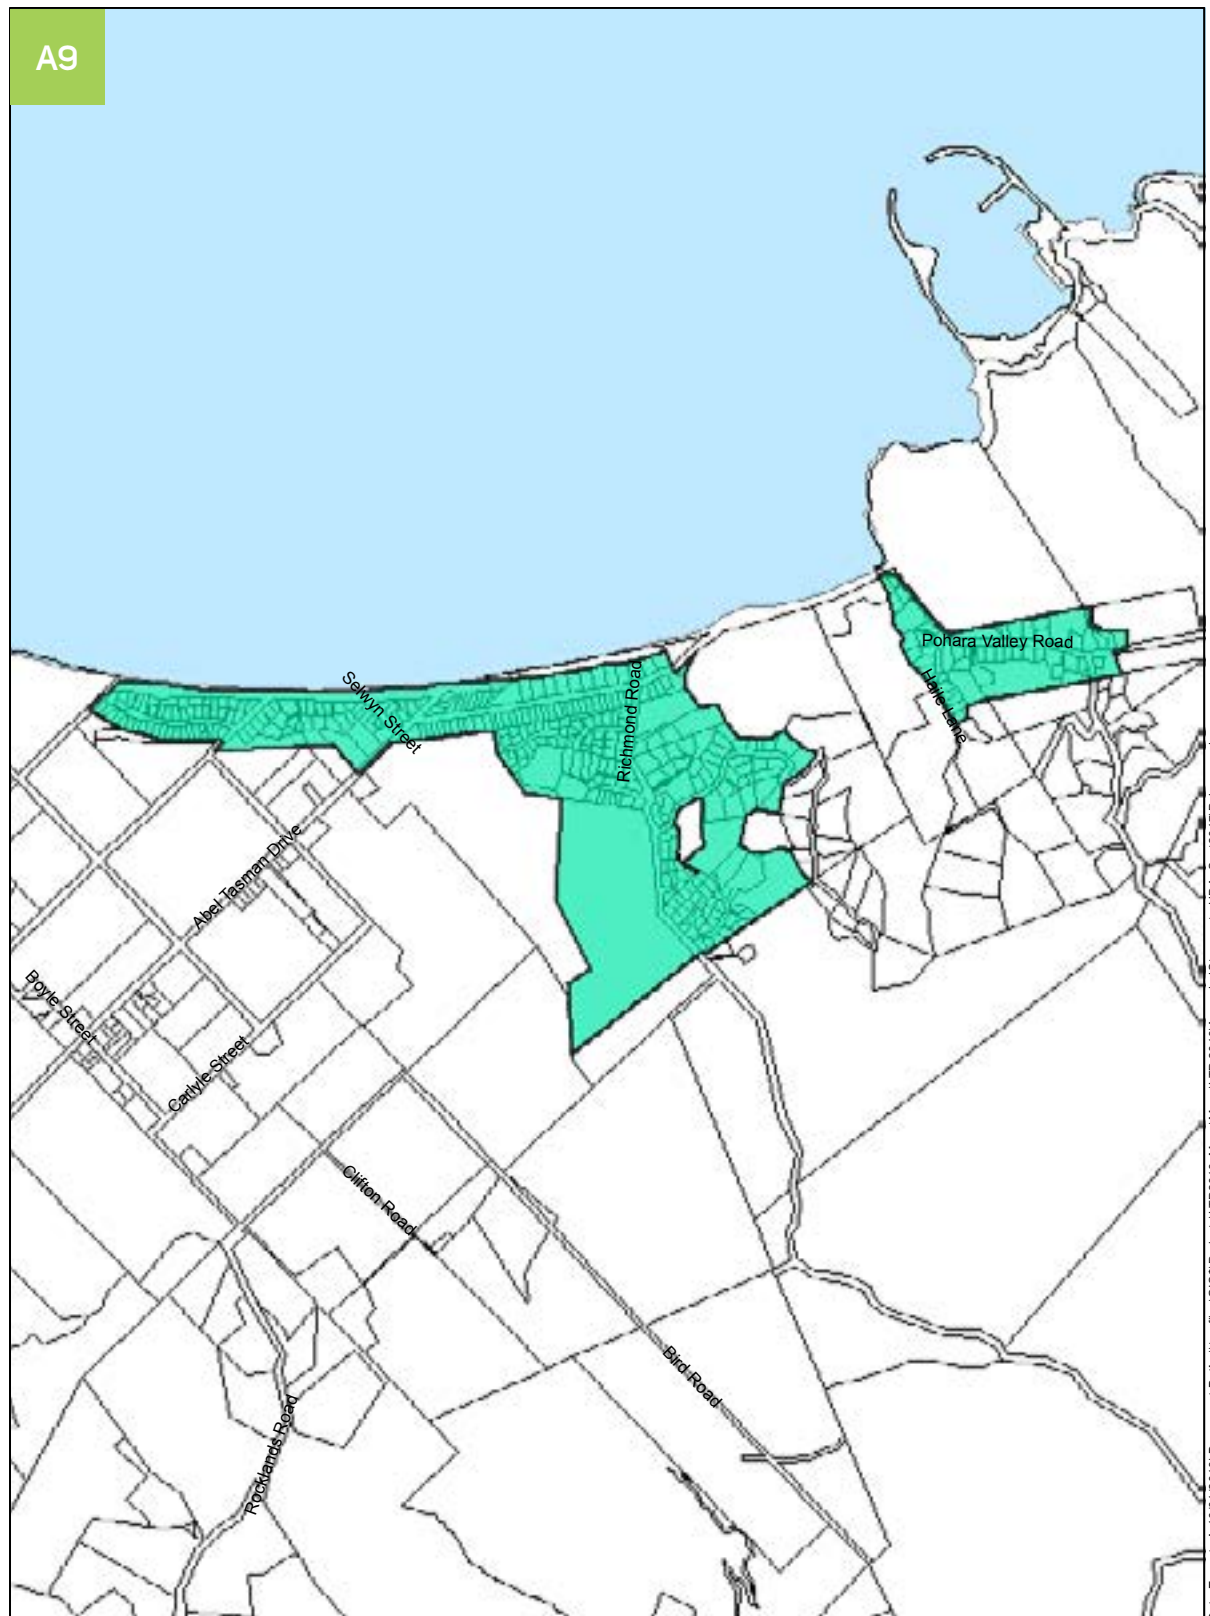 A9
Pohara Valley Road
Haile Lane
Richmond Road
Selwyn Street
Abel Tasman Drive
Boyle Street
Carlyle Street
Clifton Road
Bird Road
Rocklands Road